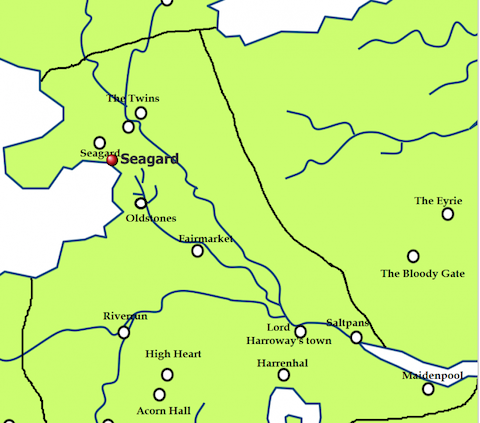 The Twins
Seagard
Seagard
Oldstones
The Eyrie
Fairmarket
The Bloody Gate
Riverrun
Lord
Harroway's town
Saltpans
High Heart
Harrenhal
Maidenpool
Acorn Hall